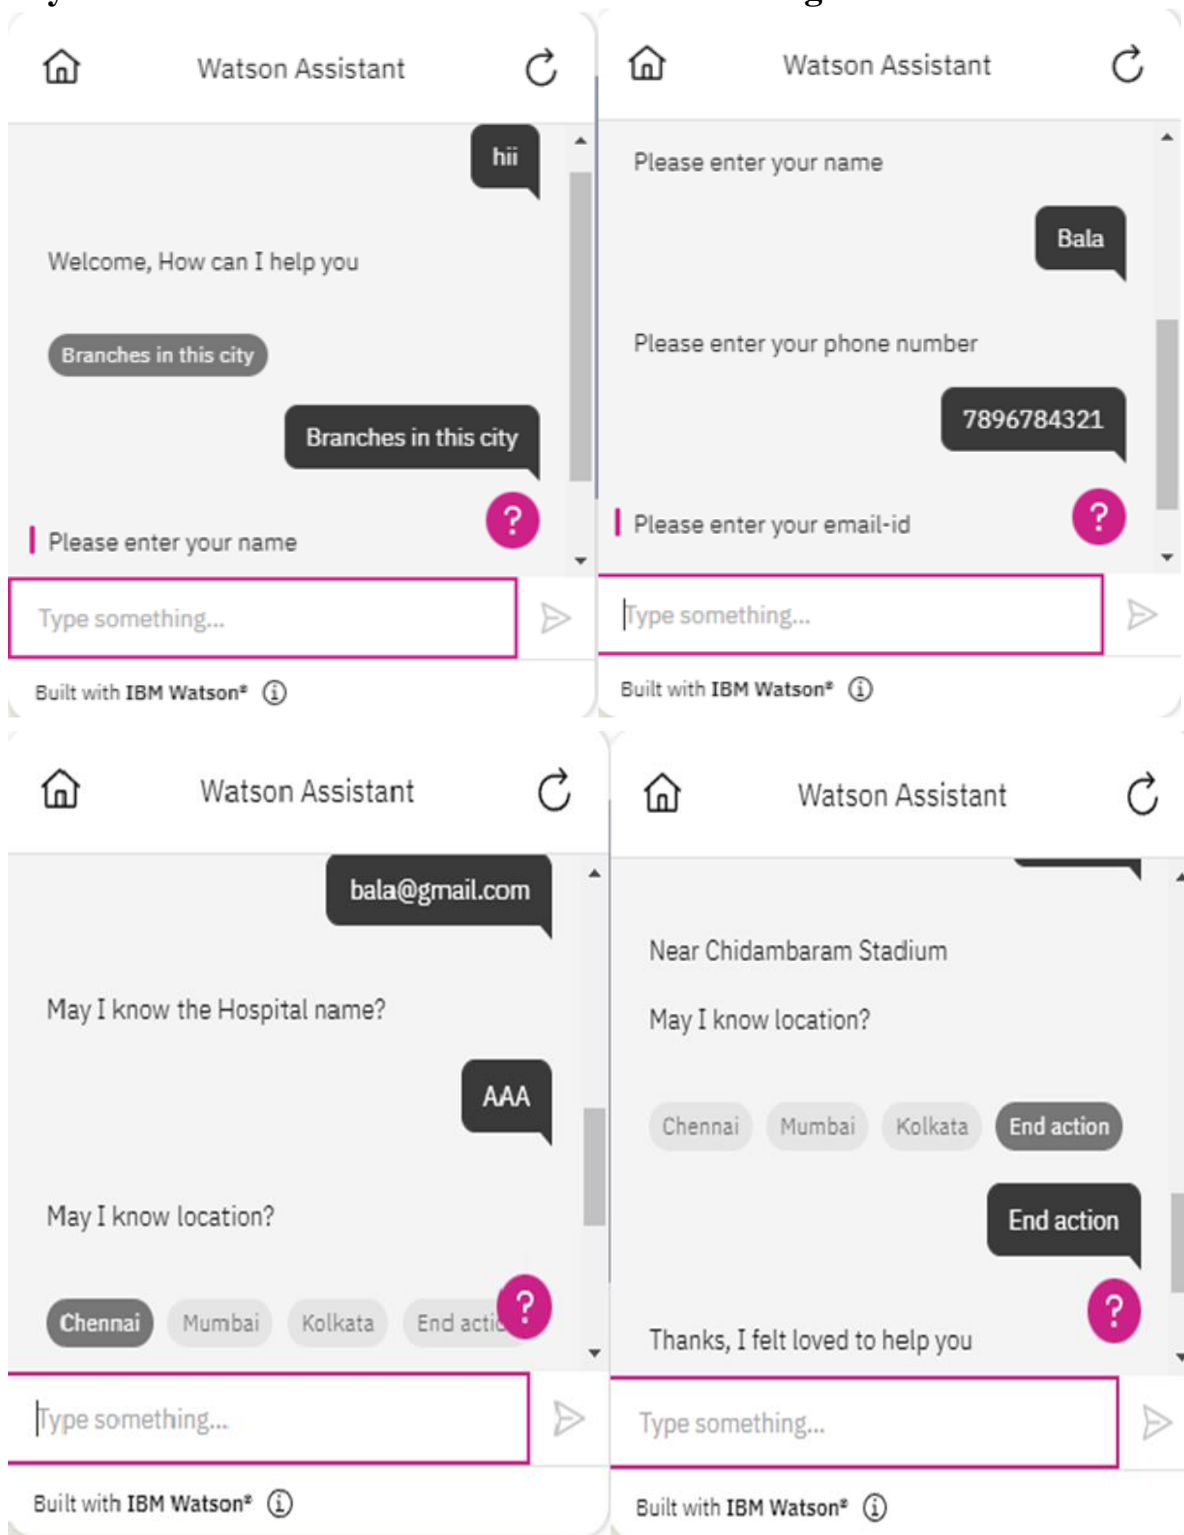 Watson Assistant
hii
Welcome, How can I help you
Branches in this city
Branches in this city
?
Please enter your name
Type something...
Built with IBM Watson®
Watson Assistant
Please enter your name
Bala
Please enter your phone number
7896784321
?
Please enter your email-id
Type something...
Built with IBM Watson®
Watson Assistant
bala@gmail.com
May I know the Hospital name?
AAA
May I know location?
Chennai Mumbai Kolkata End actio
?
Type something...
Built with IBM Watson®
Watson Assistant
Near Chidambaram Stadium
May I know location?
Chennai Mumbai Kolkata End action
End action
?
Thanks, I felt loved to help you
Type something...
Built with IBM Watson®